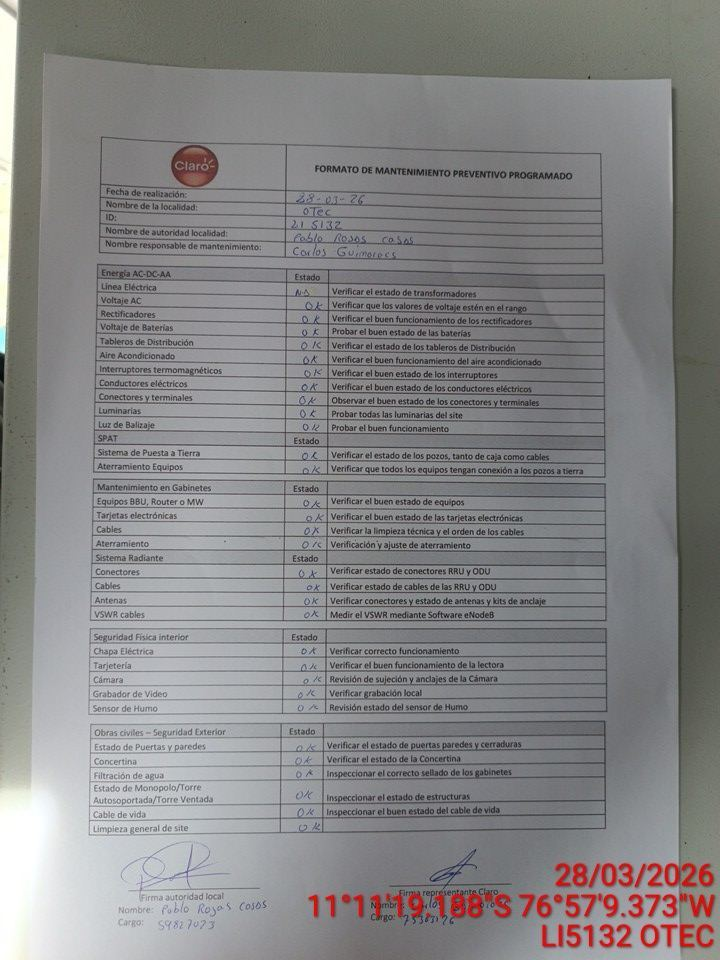 Claro
FORMATO DE MANTENIMIENTO PREVENTIVO PROGRAMADO
Fecha de realización: 28-03-26
Nombre de la localidad: OTec
ID: LI 5132
Nombre de autoridad localidad: Pablo Rojas casas
Nombre responsable de mantenimiento: Carlos
Energía AC-DC-AA Estado
Línea Eléctrica Verificar el estado de transformadores
Voltaje AC OK Verificar que los valores de voltaje estén en el rango
Rectificadores OK Verificar el buen funcionamiento de los rectificadores
Voltaje de Baterías OK Probar el buen estado de las baterías
Tableros de Distribución OK Verificar el estado de los tableros de Distribución
Aire Acondicionado OK Verificar el buen funcionamiento del aire acondicionado
Interruptores termomagnéticos OK Verificar el buen estado de los interruptores
Conductores eléctricos OK Verificar el buen estado de los conductores eléctricos
Conectores y terminales OK Observar el buen estado de los conectores y terminales
Luminarias OK Probar todas las luminarias del site
Luz de Balizaje OK Probar el buen funcionamiento
SPAT Estado
Sistema de Puesta a Tierra OK Verificar el estado de los pozos, tanto de caja como cables
Aterramiento Equipos OK Verificar que todos los equipos tengan conexión a los pozos a tierra
Mantenimiento en Gabinetes Estado
Equipos BBU, Router o MW OK Verificar el buen estado de equipos
Tarjetas electrónicas OK Verificar el buen estado de las tarjetas electrónicas
Cables OK Verificar la limpieza técnica y el orden de los cables
Aterramiento OK Verificación y ajuste de aterramiento
Sistema Radiante Estado
Conectores OK Verificar estado de conectores RRU y ODU
Cables OK Verificar estado de cables de las RRU y ODU
Antenas OK Verificar conectores y estado de antenas y kits de anclaje
VSWR cables OK Medir el VSWR mediante Software eNodeB
Seguridad Física interior Estado
Chapa Eléctrica OK Verificar correcto funcionamiento
Tarjetería OK Verificar el buen funcionamiento de la lectora
Cámara OK Revisión de sujeción y anclajes de la Cámara
Grabador de Video OK Verificar grabación local
Sensor de Humo OK Revisión estado del sensor de Humo
Obras civiles – Seguridad Exterior Estado
Estado de Puertas y paredes OK Verificar el estado de puertas paredes y cerraduras
Concertina OK Verificar el estado de la Concertina
Filtración de agua OK Inspeccionar el correcto sellado de los gabinetes
Estado de Monopolo/Torre
Autosoportada/Torre Ventada OK Inspeccionar el estado de estructuras
Cable de vida OK Inspeccionar el buen estado del cable de vida
Limpieza general de site OK
Firma autoridad local Firma representante Claro
Nombre: Pablo Rojas casas Nombre:
Cargo: Cargo:
28/03/2026
11°11'19,188"S 76°57'9.373"W
LI5132 OTEC